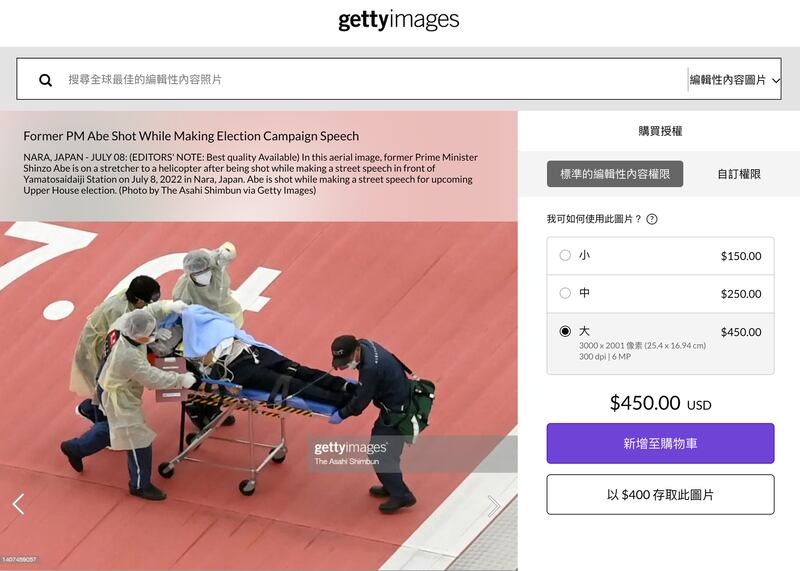 gettyimages
搜尋全球最佳的編輯性內容照片
編輯性內容圖片
Former PM Abe Shot While Making Election Campaign Speech
NARA, JAPAN - JULY 08: (EDITORS' NOTE: Best quality Available) In this aerial image, former Prime Minister
Shinzo Abe is on a stretcher to a helicopter after being shot while making a street speech in front of
Yamatosaidaiji Station on July 8, 2022 in Nara, Japan. Abe is shot while making a street speech for upcoming
Upper House election. (Photo by The Asahi Shimbun via Getty Images)
購買授權
標準的編輯性內容權限
自訂權限
我可如何使用此圖片？
小 $150.00
中 $250.00
大 $450.00
3000 x 2001 像素 (25.4 x 16.94 cm)
300 dpi | 6 MP
$450.00 USD
新增至購物車
以 $400 存取此圖片
gettyimages
The Asahi Shimbun
1407459057